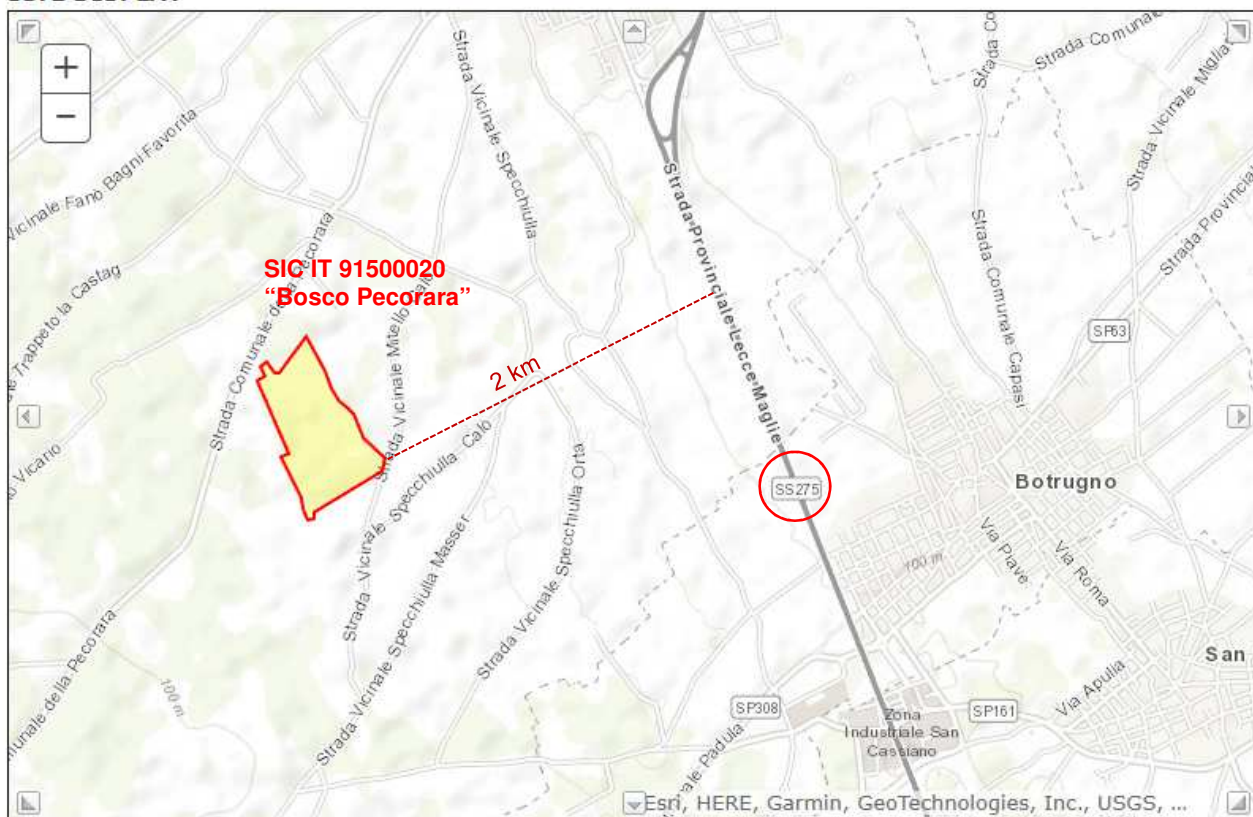 +
−
Strada Vicinale Specchiulla
Strada Comunale
Strada Vicinale Miglia
Vicinale Fano Bagni Favorita
Strada Provinciale Lecce-Maglie
Strada Provincial
Strada Comunale Capasi
SP63
SIC IT 91500020
“Bosco Pecorara”
Strada Comunale della Pecorara
Strada Vicinale Mitello Calò
Trappeto la Castag
2 km
Vicario
Strada Vicinale Specchiulla Calò
SS275
Botrugno
100 m
Via Piave
Via Roma
Strada Vicinale Specchiulla Masser
Strada Vicinale Specchiulla Orta
munale della Pecorara
100 m
San
Via Apulia
SP308
SP161
Zona
Industriale San
Cassiano
nale Padula
Esri, HERE, Garmin, GeoTechnologies, Inc., USGS, ...